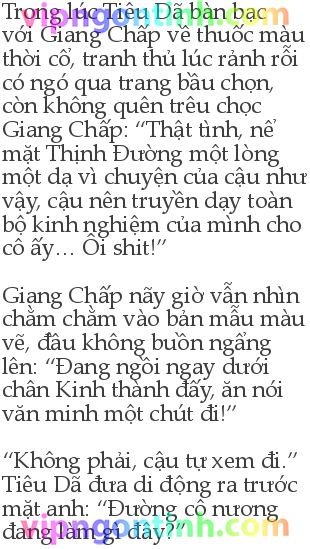 Trong lúc Tiêu Dã bàn bạc
với Giang Chấp về thuốc màu
thời cổ, tranh thủ lúc rảnh rỗi
có ngó qua trang bầu chọn,
còn không quên trêu chọc
Giang Chấp: “Thật tình, nể
mặt Thịnh Đường một lòng
một dạ vì chuyện của cậu như
vậy, cậu nên truyền dạy toàn
bộ kinh nghiệm của mình cho
cô ấy… Ôi shit!”

Giang Chấp nãy giờ vẫn nhìn
chằm chằm vào bản mẫu màu
vẽ, đầu không buồn ngẩng
lên: “Đang ngồi ngay dưới
chân Kinh thành đấy, ăn nói
văn minh một chút đi!”

“Không phải, cậu tự xem đi.”
Tiêu Dã đưa di động ra trước
mặt anh: “Đường cô nương
đang làm gì đây?”
vipngontinh.com
vipngontinh.com